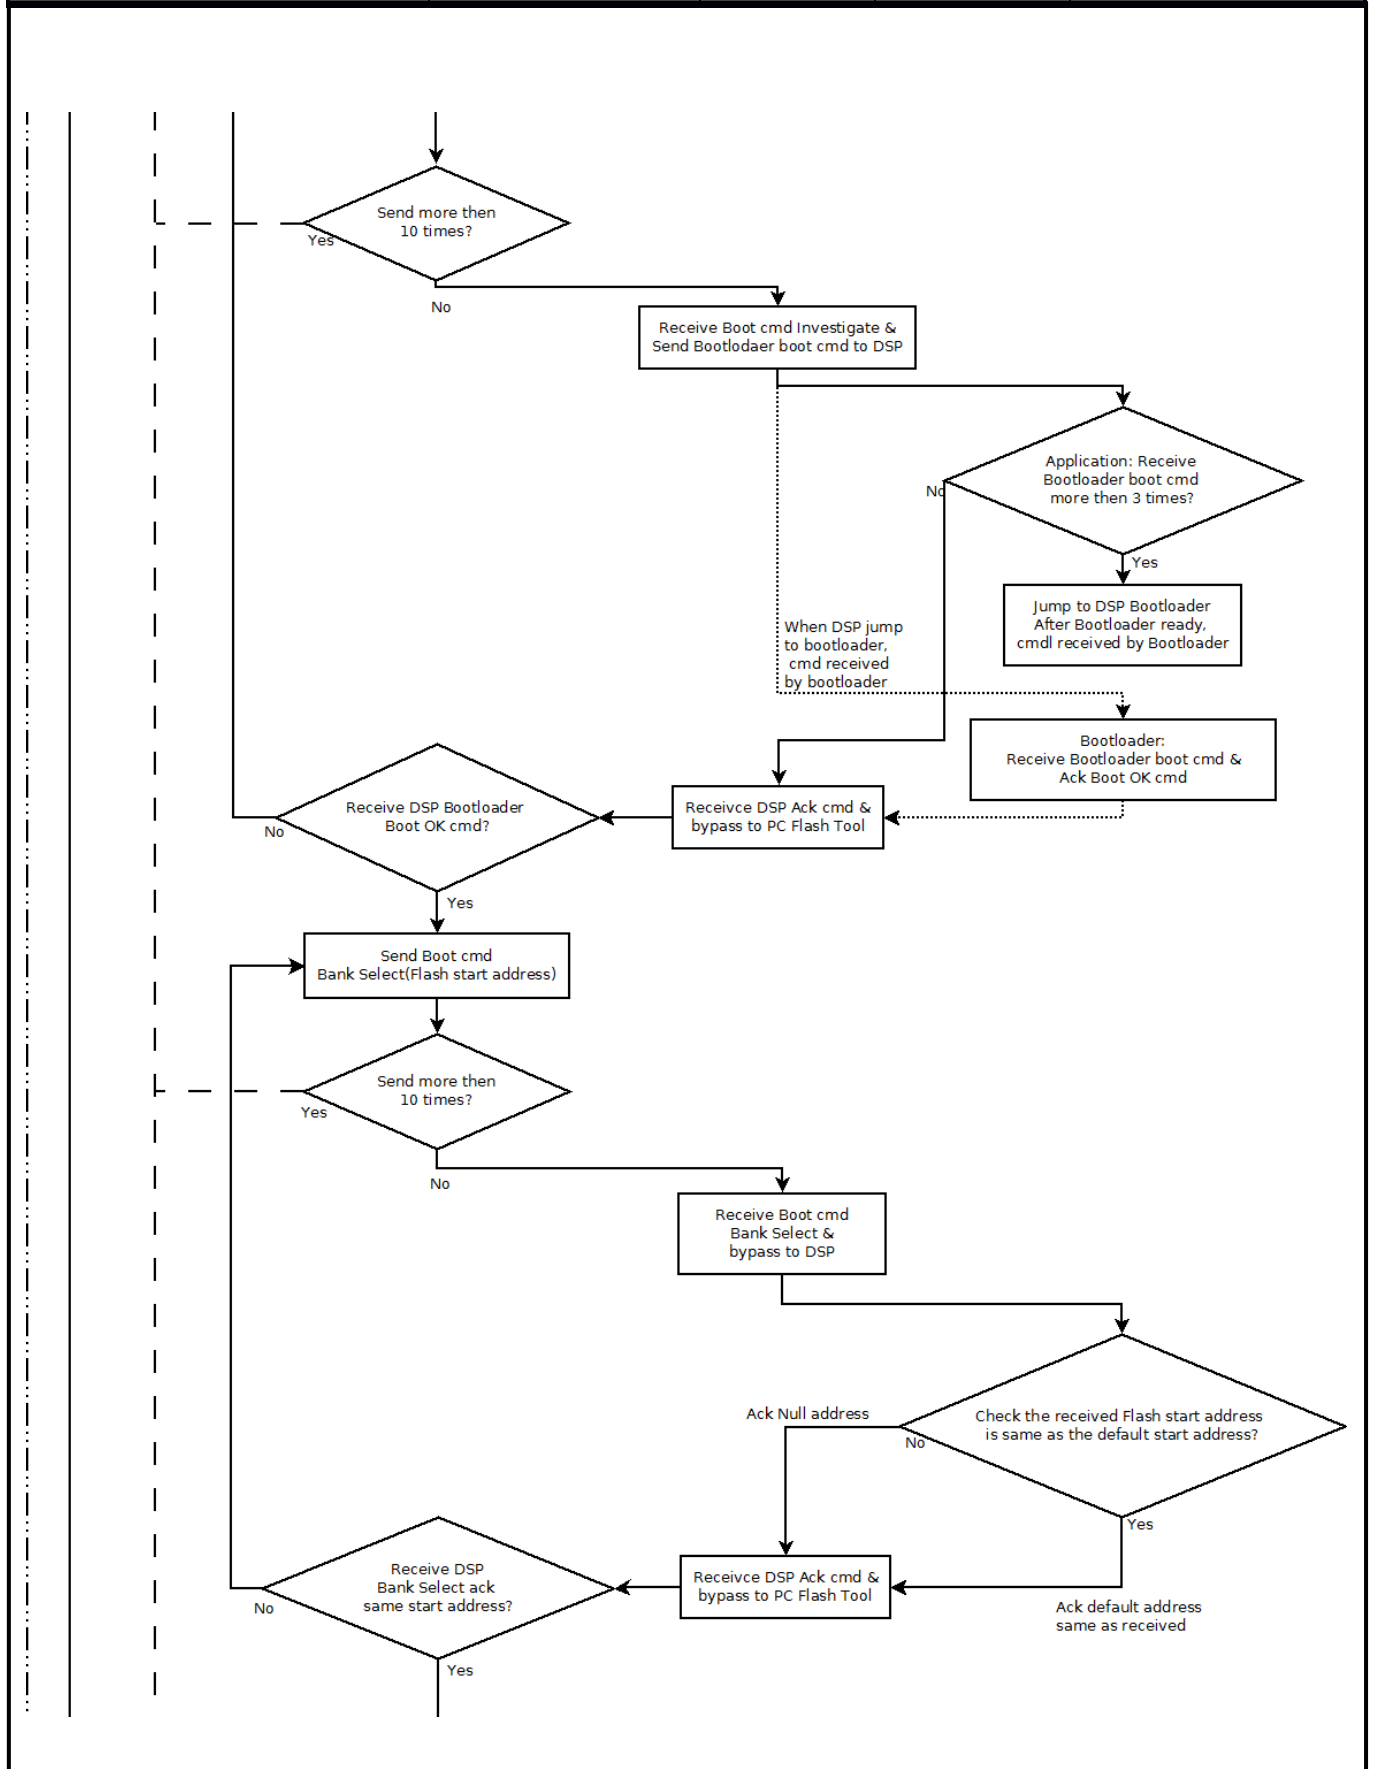 Send more then
10 times?
Yes
No
Receive Boot cmd Investigate &
Send Bootlodaer boot cmd to DSP
Application: Receive
Bootloader boot cmd
more then 3 times?
No
Yes
Jump to DSP Bootloader
After Bootloader ready,
cmdl received by Bootloader
When DSP jump
to bootloader,
cmd received
by bootloader
Bootloader:
Receive Bootloader boot cmd &
Ack Boot OK cmd
Receivce DSP Ack cmd &
bypass to PC Flash Tool
Receive DSP Bootloader
Boot OK cmd?
No
Yes
Send Boot cmd
Bank Select(Flash start address)
Send more then
10 times?
Yes
No
Receive Boot cmd
Bank Select &
bypass to DSP
Check the received Flash start address
is same as the default start address?
Ack Null address
No
Yes
Receivce DSP Ack cmd &
bypass to PC Flash Tool
Ack default address
same as received
Receive DSP
Bank Select ack
same start address?
No
Yes